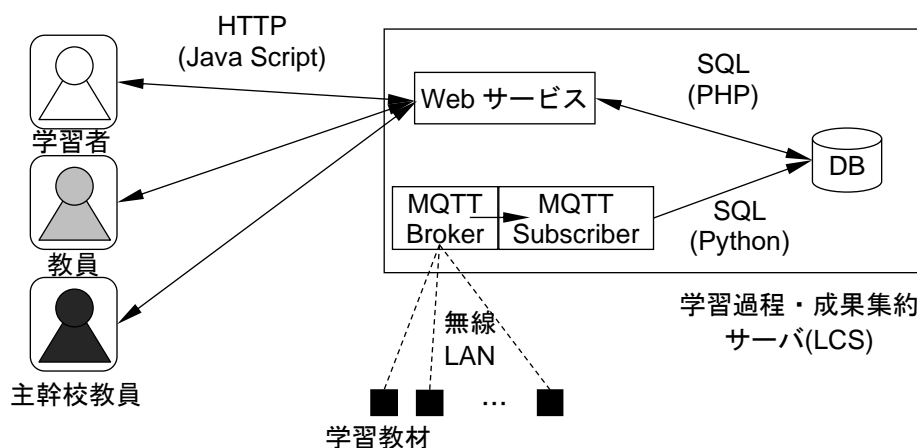 HTTP
(Java Script)
学習者
教員
主幹校教員
Web サービス
SQL
(PHP)
DB
MQTT
Broker
MQTT
Subscriber
SQL
(Python)
無線
LAN
…
学習教材
学習過程・成果集約
サーバ(LCS)